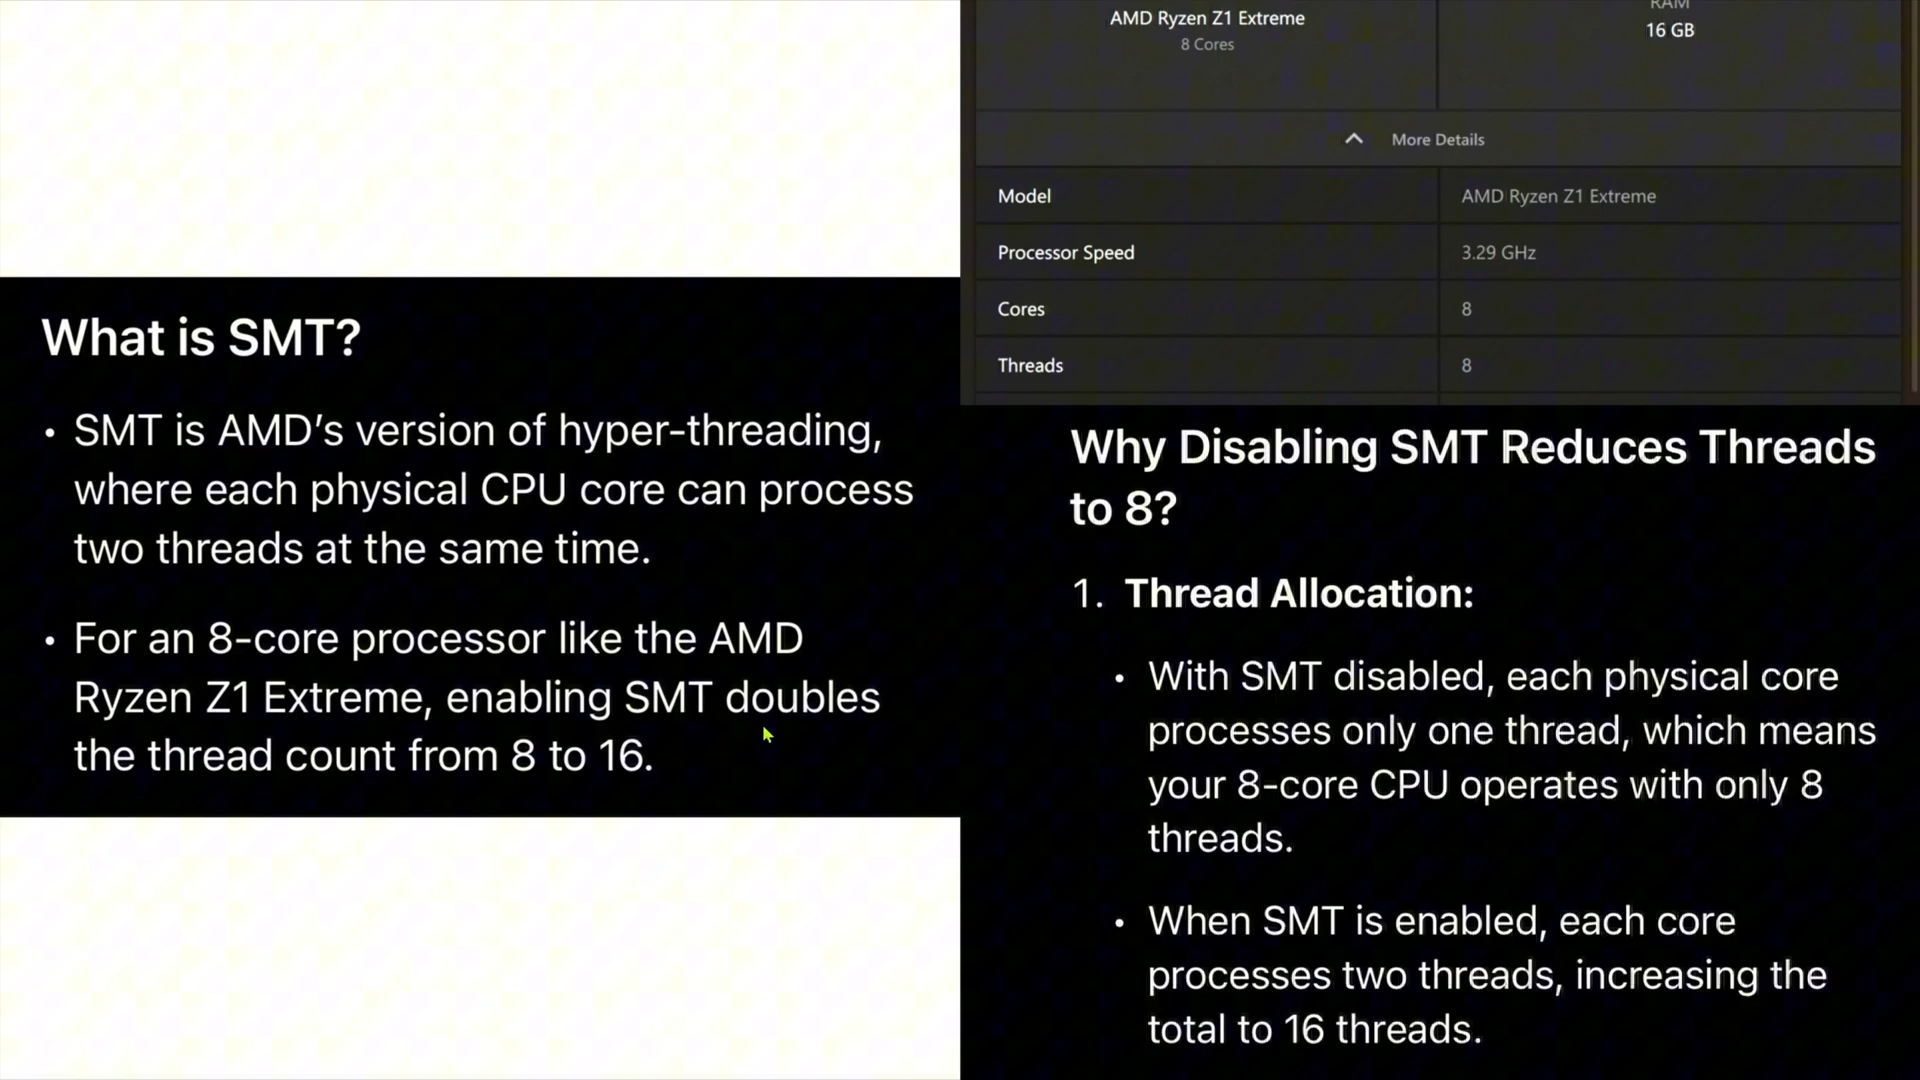 What is SMT?
• SMT is AMD’s version of hyper-threading,
where each physical CPU core can process
two threads at the same time.
• For an 8-core processor like the AMD
Ryzen Z1 Extreme, enabling SMT doubles
the thread count from 8 to 16.
AMD Ryzen Z1 Extreme
8 Cores
RAM
16 GB
More Details
Model AMD Ryzen Z1 Extreme
Processor Speed 3.29 GHz
Cores 8
Threads 8
Why Disabling SMT Reduces Threads
to 8?
1. Thread Allocation:
• With SMT disabled, each physical core
processes only one thread, which means
your 8-core CPU operates with only 8
threads.
• When SMT is enabled, each core
processes two threads, increasing the
total to 16 threads.